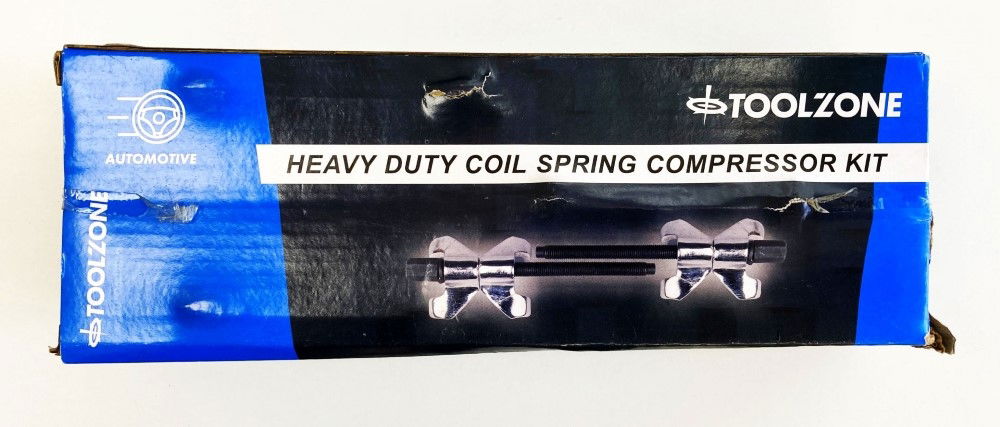 TOOLZONE
AUTOMOTIVE
HEAVY DUTY COIL SPRING COMPRESSOR KIT
TOOLZONE